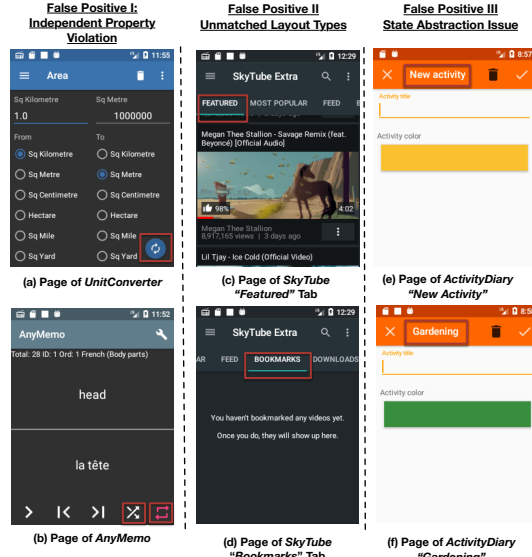 False Positive I:
Independent Property
Violation
11:55
Area
Sq Kilometre
Sq Metre
1.0
1000000
From
To
Sq Kilometre
Sq Kilometre
Sq Metre
Sq Metre
Sq Centimetre
Sq Centimetre
Hectare
Hectare
Sq Mile
Sq Mile
Sq Yard
Sq Yard
(a) Page of UnitConverter
11:52
AnyMemo
Total: 28 ID: 1 Ord: 1 French (Body parts)
head
la tête
(b) Page of AnyMemo
False Positive II
Unmatched Layout Types
12:29
SkyTube Extra
FEATURED
MOST POPULAR
FEED
Megan Thee Stallion - Savage Remix (feat.
Beyoncé) [Official Audio]
98%
4:02
Megan Thee Stallion
8,917,165 views | 3 days ago
Lil Tjay - Ice Cold (Official Video)
(c) Page of SkyTube
"Featured" Tab
12:29
SkyTube Extra
AR
FEED
BOOKMARKS
DOWNLOADS
You haven't bookmarked any videos yet.
Once you do, they will show up here.
(d) Page of SkyTube
"Bookmarks" Tab
False Positive III
State Abstraction Issue
8:57
New activity
Activity title
Activity color
(e) Page of ActivityDiary
"New Activity"
Gardening
Activity title
Activity color
(f) Page of ActivityDiary
"Gardening"